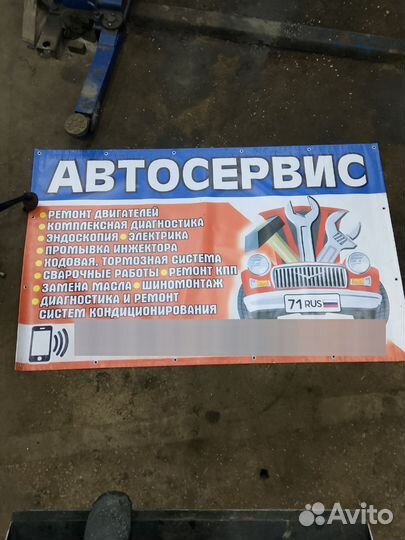 АВТОСЕРВИС
РЕМОНТ ДВИГАТЕЛЕЙ
КОМПЛЕКСНАЯ ДИАГНОСТИКА
ЭНДОСКОПИЯ ЭЛЕКТРИКА
ПРОМЫВКА ИНЖЕКТОРА
ХОДОВАЯ, ТОРМОЗНАЯ СИСТЕМА
СВАРОЧНЫЕ РАБОТЫ РЕМОНТ КПП
ЗАМЕНА МАСЛА ШИНОМОНТАЖ
ДИАГНОСТИКА И РЕМОНТ
СИСТЕМ КОНДИЦИОНИРОВАНИЯ
71 RUS
Avito